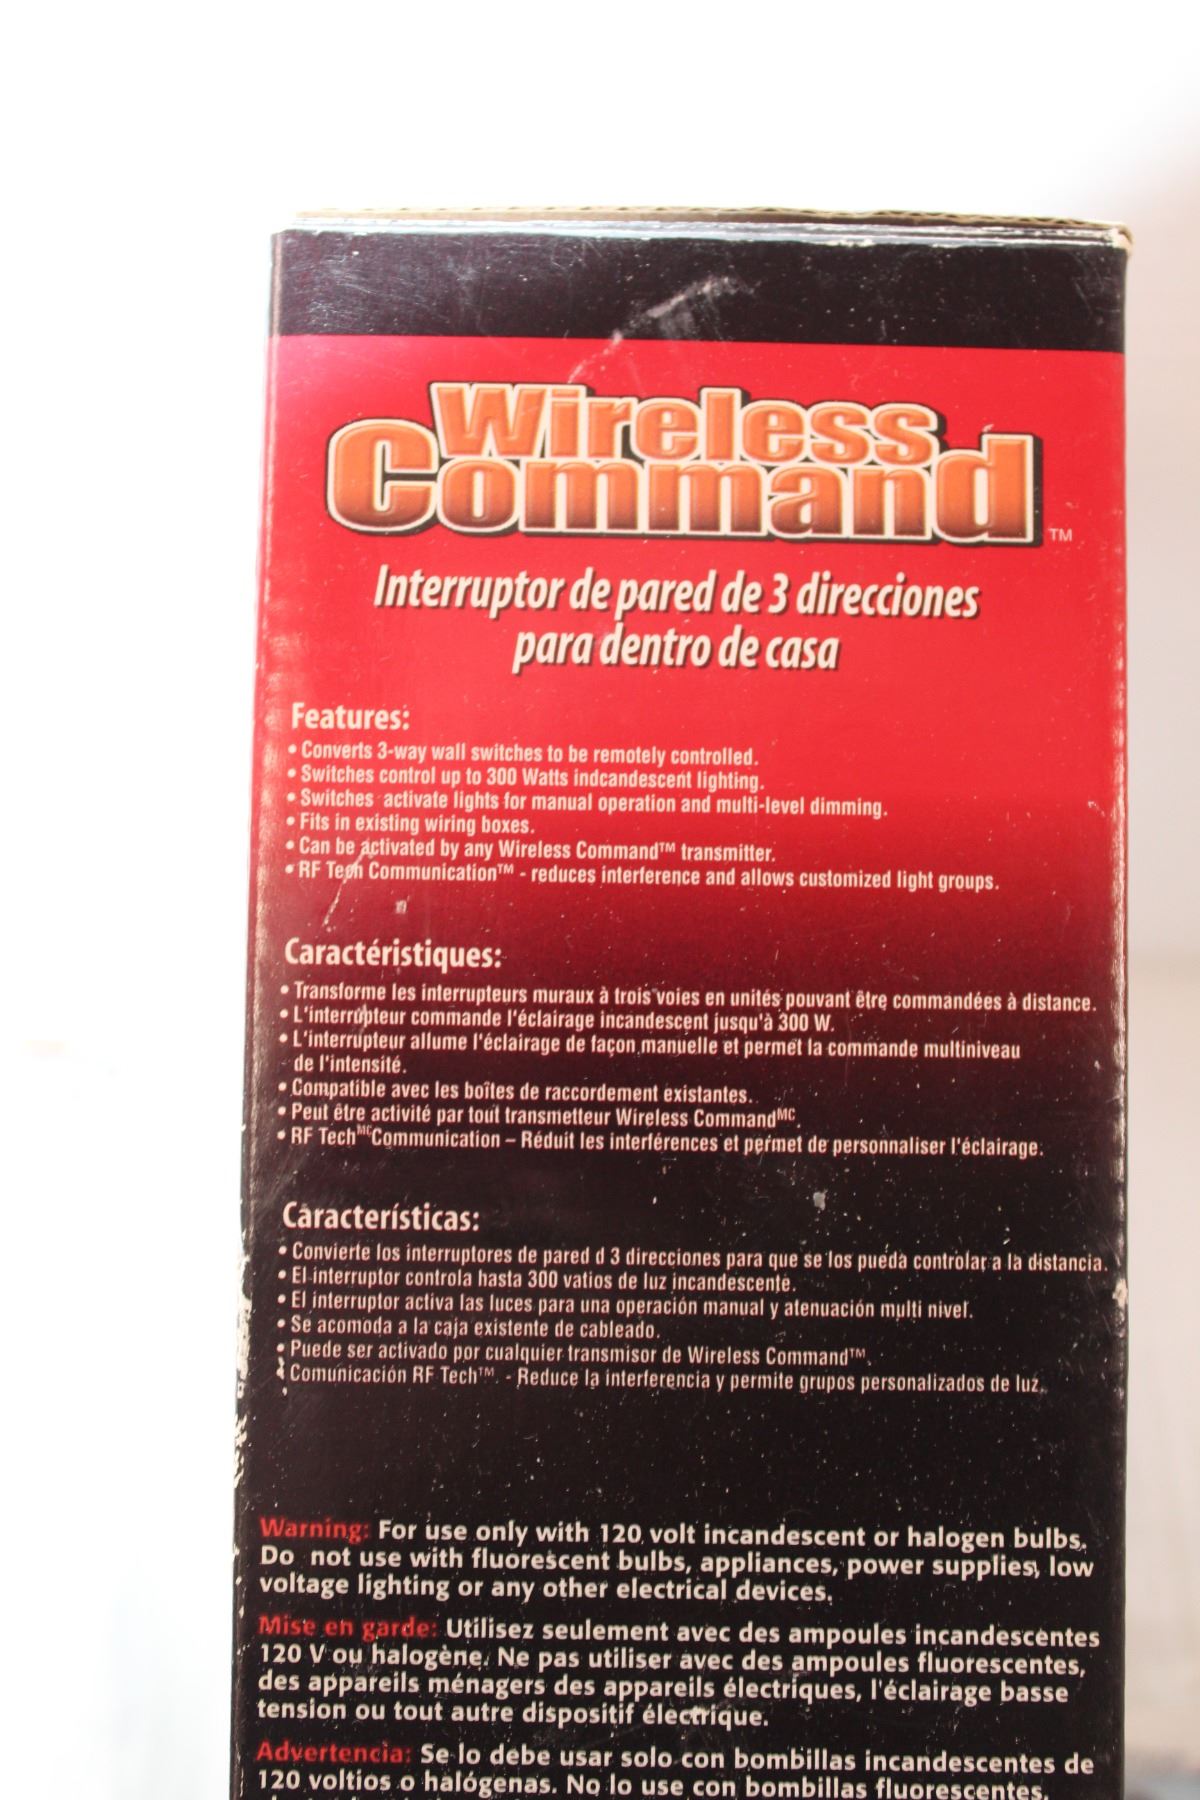 Wireless
Command™
Interruptor de pared de 3 direcciones
para dentro de casa
Features:
• Converts 3-way wall switches to be remotely controlled.
• Switches control up to 300 Watts indcandescent lighting.
• Switches activate lights for manual operation and multi-level dimming.
• Fits in existing wiring boxes.
• Can be activated by any Wireless Command™ transmitter.
• RF Tech Communication™ - reduces interference and allows customized light groups.
Caractéristiques:
• Transforme les interrupteurs muraux à trois voies en unités pouvant être commandées à distance.
• L'interrupteur commande l'éclairage incandescent jusqu'à 300 W.
• L'interrupteur allume l'éclairage de façon manuelle et permet la commande multiniveau
de l'intensité.
• Compatible avec les boîtes de raccordement existantes.
• Peut être activité par tout transmetteur Wireless Command MC.
• RF Tech MC Communication – Réduit les interférences et permet de personnaliser l'éclairage.
Características:
• Convierte los interruptores de pared d 3 direcciones para que se los pueda controlar a la distancia.
• El interruptor controla hasta 300 vatios de luz incandescente.
• El interruptor activa las luces para una operación manual y atenuación multi nivel.
• Se acomoda a la caja existente de cableado.
• Puede ser activado por cualquier transmisor de Wireless Command™.
• Comunicación RF Tech™ - Reduce la interferencia y permite grupos personalizados de luz.
Warning: For use only with 120 volt incandescent or halogen bulbs.
Do not use with fluorescent bulbs, appliances, power supplies, low
voltage lighting or any other electrical devices.
Mise en garde: Utilisez seulement avec des ampoules incandescentes
120 V ou halogène. Ne pas utiliser avec des ampoules fluorescentes,
des appareils ménagers des appareils électriques, l'éclairage basse
tension ou tout autre dispositif électrique.
Advertencia: Se lo debe usar solo con bombillas incandescentes de
120 voltios o halógenas. No lo use con bombillas fluorescentes,